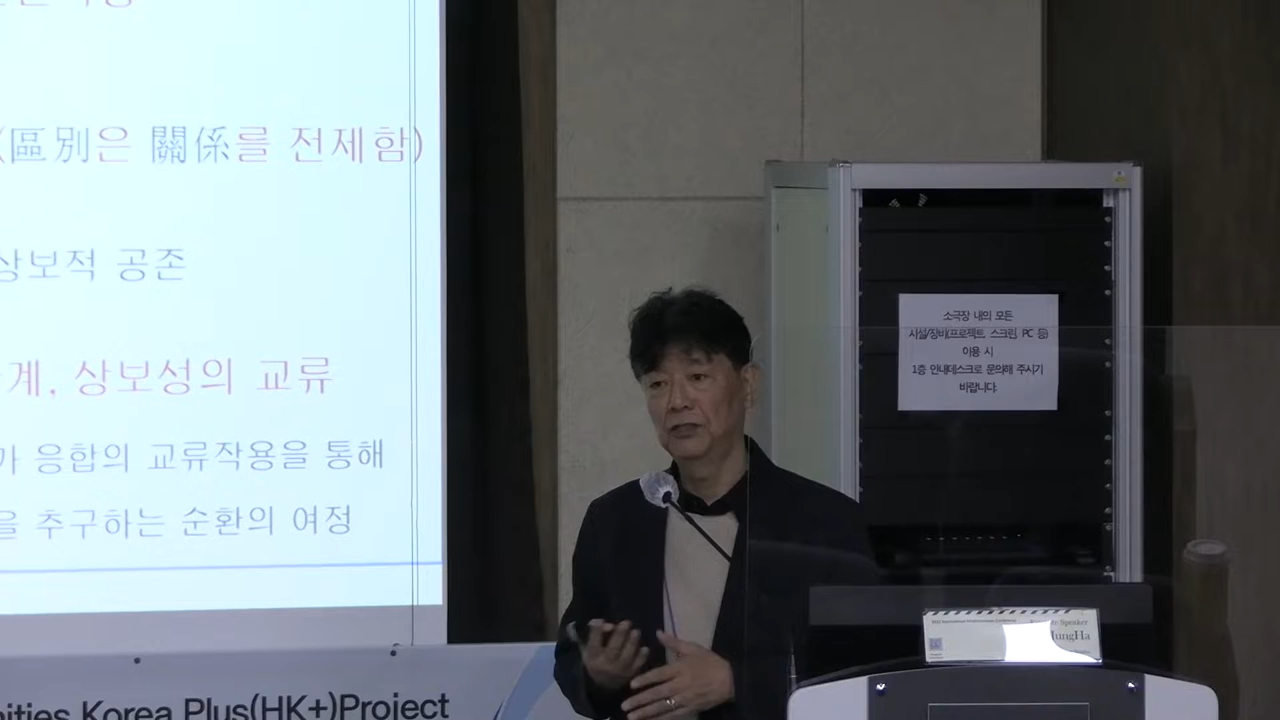 (區別은 關係를 전제함)
상보적 공존
계, 상보성의 교류
가 응합의 교류작용을 통해
을 추구하는 순환의 여정
소극장 내의 모든
시설/장비(프로젝트, 스크린, PC 등)
이용 시
1층 안내데스크로 문의해 주시기
바랍니다.
Speaker
JungHa
nities Korea Plus(HK+)Project